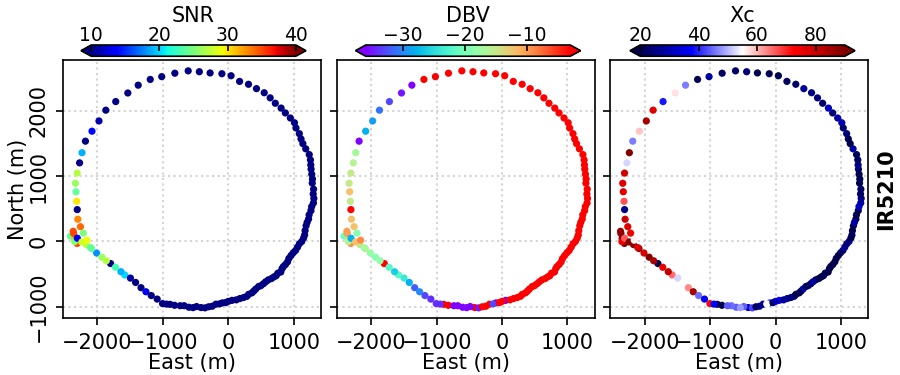 SNR DBV Xc
10 20 30 40 −30 −20 −10 20 40 60 80
North (m)
2000
1000
0
−1000
IR5210
−2000 −1000 0 1000 −2000 −1000 0 1000 −2000 −1000 0 1000
East (m) East (m) East (m)